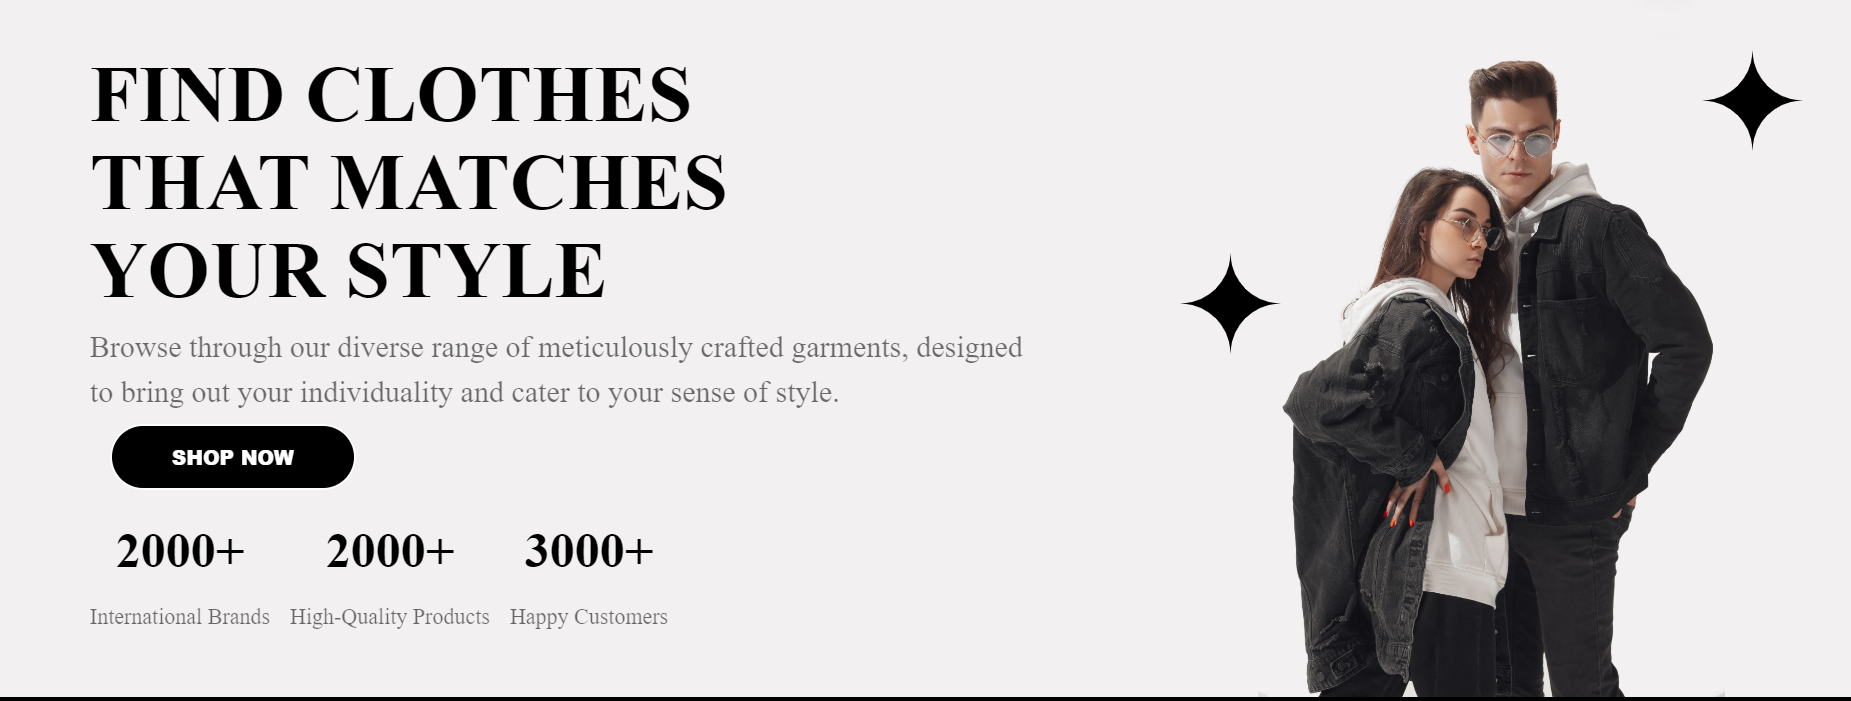 FIND CLOTHES
THAT MATCHES
YOUR STYLE
Browse through our diverse range of meticulously crafted garments, designed
to bring out your individuality and cater to your sense of style.
SHOP NOW
2000+ 2000+ 3000+
International Brands High-Quality Products Happy Customers